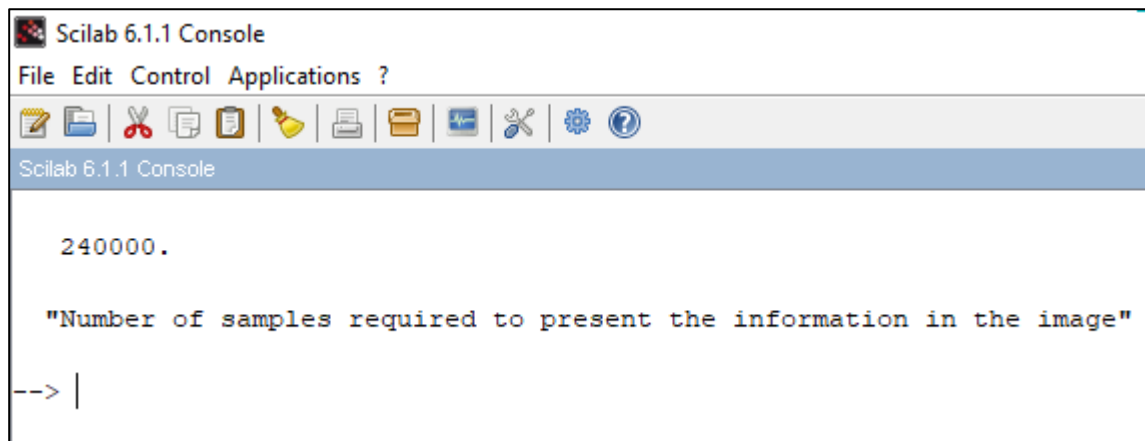 Scilab 6.1.1 Console
File Edit Control Applications ?
Scilab 6.1.1 Console
240000.
"Number of samples required to present the information in the image"
-->